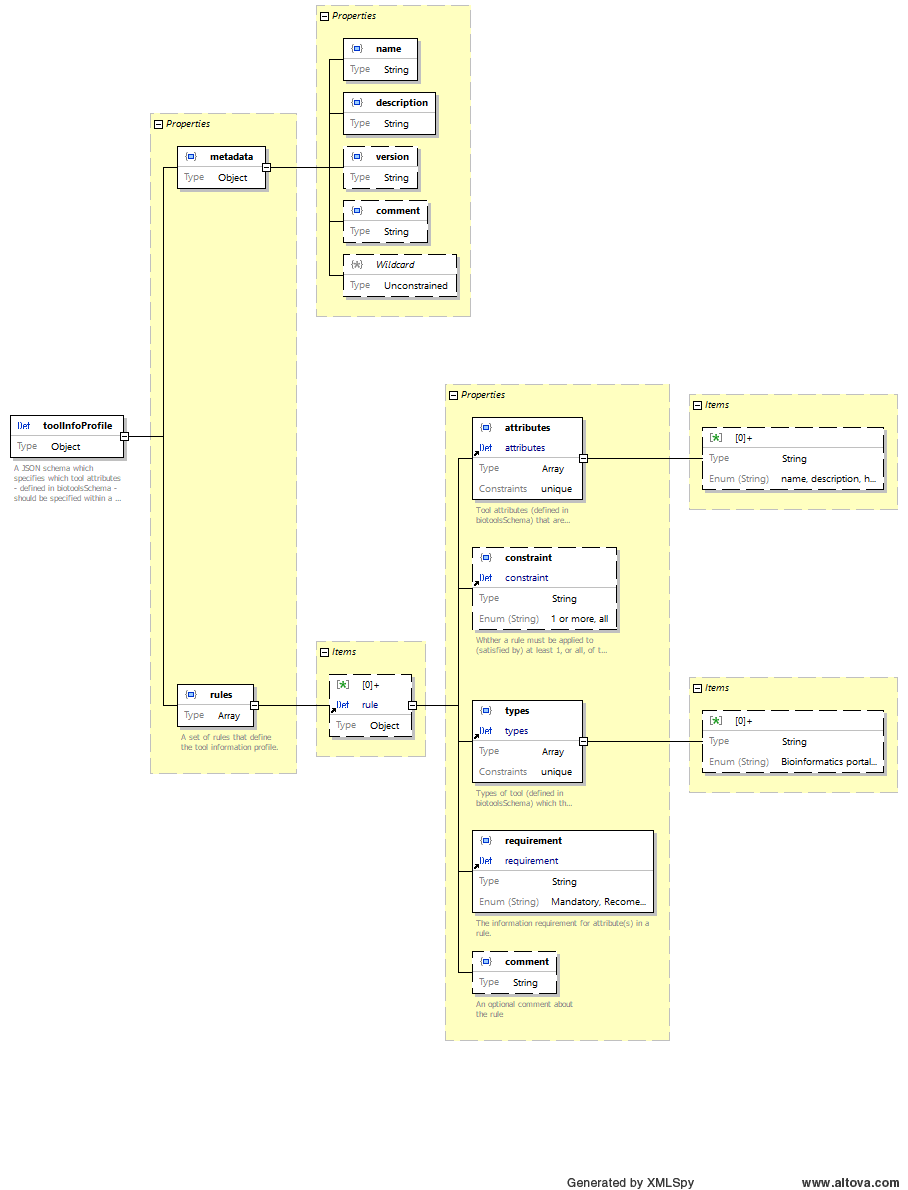 Properties
name
Type String
description
Type String
version
Type String
comment
Type String
Wildcard
Type Unconstrained
Properties
metadata
Type Object
Def toolInfoProfile
Type Object
A JSON schema which
specifies which tool attributes
- defined in biotoolsSchema -
should be specified within a ...
rules
Type Array
A set of rules that define
the tool information profile.
Items
[0]+
Def rule
Type Object
Properties
attributes
Def attributes
Type Array
Constraints unique
Tool attributes (defined in
biotoolsSchema) that are...
Items
[0]+
Type String
Enum (String) name, description, h...
constraint
Def constraint
Type String
Enum (String) 1 or more, all
Whther a rule must be applied to
(satisfied by) at least 1, or all, of t...
types
Def types
Type Array
Constraints unique
Types of tool (defined in
biotoolsSchema) which th...
Items
[0]+
Type String
Enum (String) Bioinformatics portal...
requirement
Def requirement
Type String
Enum (String) Mandatory, Recome...
The information requirement for attribute(s) in a
rule.
comment
Type String
An optional comment about
the rule
Generated by XMLSpy
www.altova.com